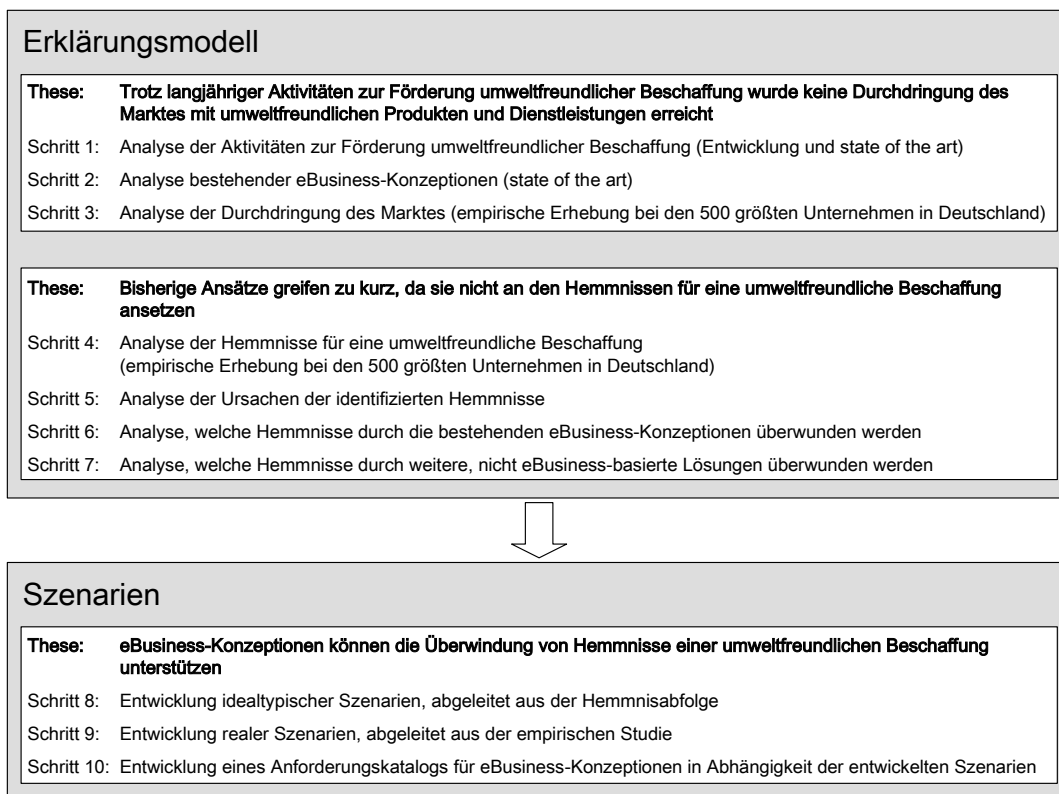 Erklärungsmodell
These: Trotz langjähriger Aktivitäten zur Förderung umweltfreundlicher Beschaffung wurde keine Durchdringung des
Marktes mit umweltfreundlichen Produkten und Dienstleistungen erreicht
Schritt 1: Analyse der Aktivitäten zur Förderung umweltfreundlicher Beschaffung (Entwicklung und state of the art)
Schritt 2: Analyse bestehender eBusiness-Konzeptionen (state of the art)
Schritt 3: Analyse der Durchdringung des Marktes (empirische Erhebung bei den 500 größten Unternehmen in Deutschland)
These: Bisherige Ansätze greifen zu kurz, da sie nicht an den Hemmnissen für eine umweltfreundliche Beschaffung
ansetzen
Schritt 4: Analyse der Hemmnisse für eine umweltfreundliche Beschaffung
(empirische Erhebung bei den 500 größten Unternehmen in Deutschland)
Schritt 5: Analyse der Ursachen der identifizierten Hemmnisse
Schritt 6: Analyse, welche Hemmnisse durch die bestehenden eBusiness-Konzeptionen überwunden werden
Schritt 7: Analyse, welche Hemmnisse durch weitere, nicht eBusiness-basierte Lösungen überwunden werden
Szenarien
These: eBusiness-Konzeptionen können die Überwindung von Hemmnisse einer umweltfreundlichen Beschaffung
unterstützen
Schritt 8: Entwicklung idealtypischer Szenarien, abgeleitet aus der Hemmnisabfolge
Schritt 9: Entwicklung realer Szenarien, abgeleitet aus der empirischen Studie
Schritt 10: Entwicklung eines Anforderungskatalogs für eBusiness-Konzeptionen in Abhängigkeit der entwickelten Szenarien